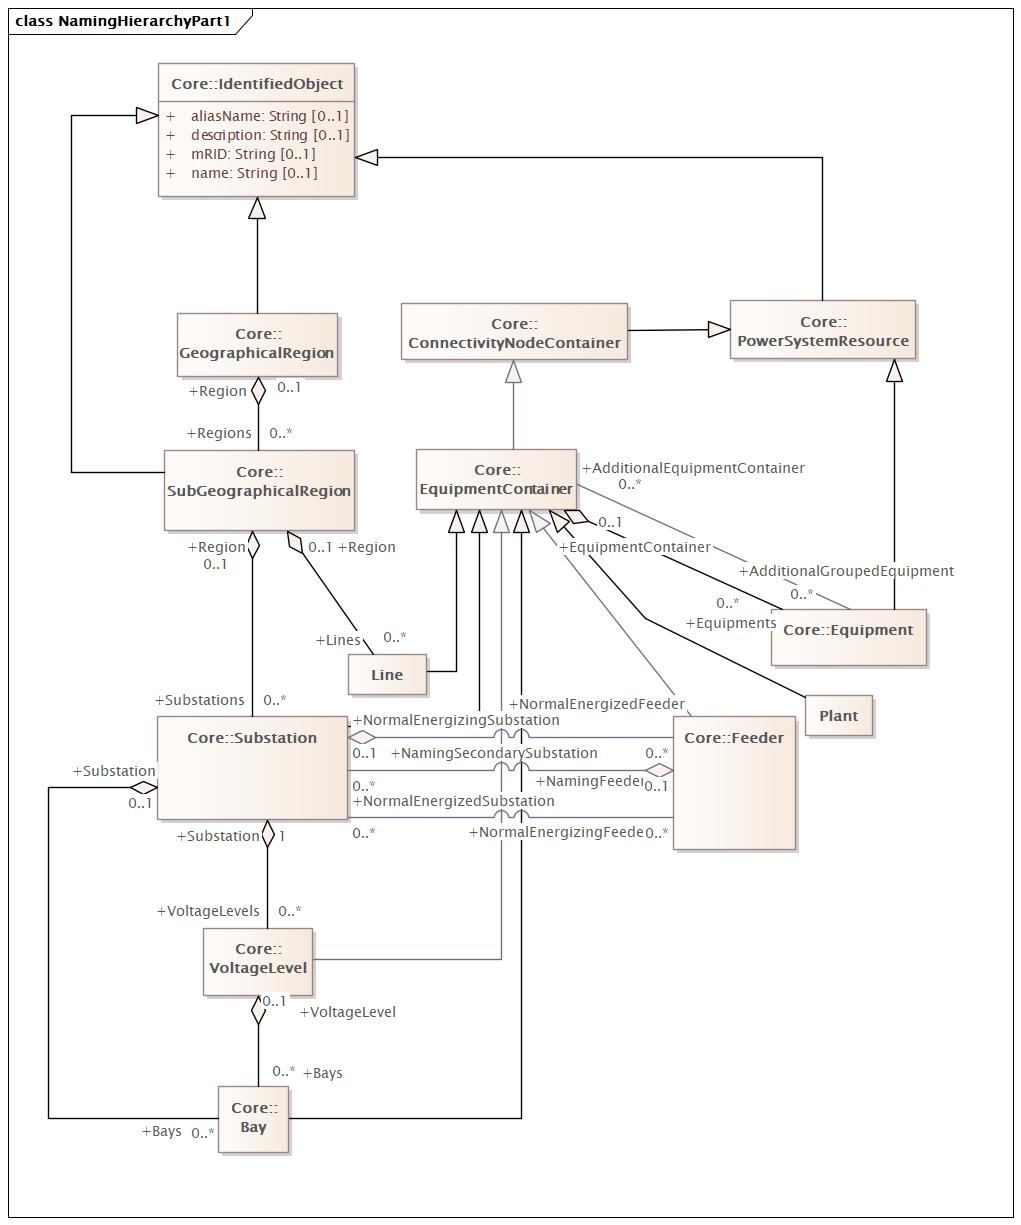 class NamingHierarchyPart1
Core::IdentifiedObject
+ aliasName: String [0..1]
+ description: String [0..1]
+ mRID: String [0..1]
+ name: String [0..1]
Core::
GeographicalRegion
Core::
ConnectivityNodeContainer
Core::
PowerSystemResource
+Region
0..1
+Regions
0..*
Core::
SubGeographicalRegion
Core::
EquipmentContainer
+AdditionalEquipmentContainer
0..*
0..1
+EquipmentContainer
+Region
0..1
0..1 +Region
+AdditionalGroupedEquipment
0..*
0..*
+Equipments
Core::Equipment
+Lines
0..*
Line
Plant
+Substations
0..*
+NormalEnergizedFeeder
+NormalEnergizingSubstation
Core::Substation
Core::Feeder
0..1
+NamingSecondarySubstation
0..*
+Substation
0..1
0..*
+NamingFeeder
0..1
+NormalEnergizedSubstation
0..*
+NormalEnergizingFeede
0..*
+Substation
1
+VoltageLevels
0..*
Core::
VoltageLevel
0..1
+VoltageLevel
0..*
+Bays
Core::
Bay
+Bays
0..*